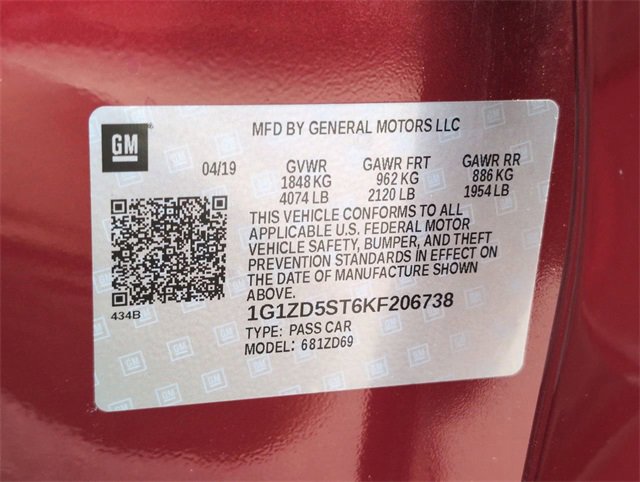 GM
MFD BY GENERAL MOTORS LLC
04/19 GVWR GAWR FRT GAWR RR
1848 KG 962 KG 886 KG
4074 LB 2120 LB 1954 LB
THIS VEHICLE CONFORMS TO ALL
APPLICABLE U.S. FEDERAL MOTOR
VEHICLE SAFETY, BUMPER, AND THEFT
PREVENTION STANDARDS IN EFFECT ON
THE DATE OF MANUFACTURE SHOWN
ABOVE.
434B
1G1ZD5ST6KF206738
TYPE: PASS CAR
MODEL: 681ZD69